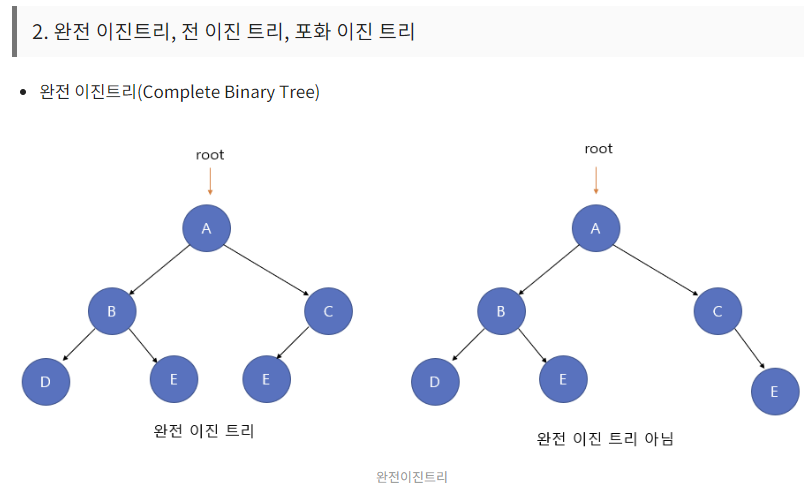 2. 완전 이진트리, 전 이진 트리, 포화 이진 트리
완전 이진트리(Complete Binary Tree)
root
A
B
C
D
E
E
완전 이진 트리
root
A
B
C
D
E
E
완전 이진 트리 아님
완전이진트리